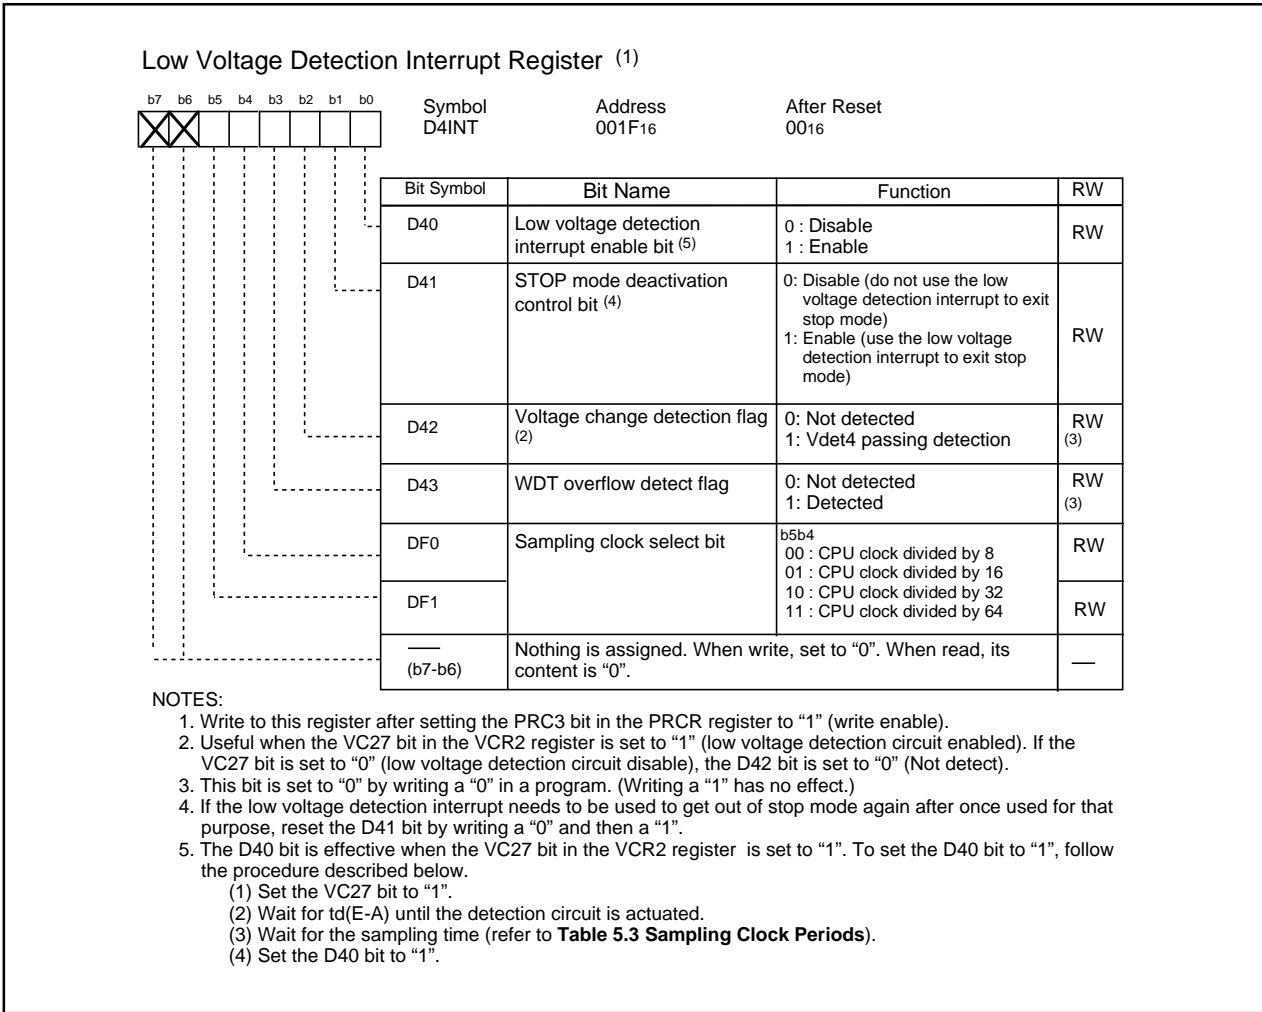 Low Voltage Detection Interrupt Register (1)
b7 b6 b5 b4 b3 b2 b1 b0
Symbol Address After Reset
D4INT 001F16 0016
Bit Symbol Bit Name Function RW
D40 Low voltage detection interrupt enable bit (5) 0 : Disable RW
1 : Enable
D41 STOP mode deactivation control bit (4) 0: Disable (do not use the low
voltage detection interrupt to exit
stop mode)
1: Enable (use the low voltage
detection interrupt to exit stop
mode)
RW
D42 Voltage change detection flag (2) 0: Not detected
1: Vdet4 passing detection
RW
(3)
D43 WDT overflow detect flag 0: Not detected
1: Detected
RW
(3)
DF0 Sampling clock select bit b5b4
00 : CPU clock divided by 8
01 : CPU clock divided by 16
10 : CPU clock divided by 32
11 : CPU clock divided by 64
RW
DF1 RW
— (b7-b6) Nothing is assigned. When write, set to “0”. When read, its
content is “0”. —
NOTES:
1. Write to this register after setting the PRC3 bit in the PRCR register to “1” (write enable).
2. Useful when the VC27 bit in the VCR2 register is set to “1” (low voltage detection circuit enabled). If the
VC27 bit is set to “0” (low voltage detection circuit disable), the D42 bit is set to “0” (Not detect).
3. This bit is set to “0” by writing a “0” in a program. (Writing a “1” has no effect.)
4. If the low voltage detection interrupt needs to be used to get out of stop mode again after once used for that
purpose, reset the D41 bit by writing a “0” and then a “1”.
5. The D40 bit is effective when the VC27 bit in the VCR2 register is set to “1”. To set the D40 bit to “1”, follow
the procedure described below.
(1) Set the VC27 bit to “1”.
(2) Wait for td(E-A) until the detection circuit is actuated.
(3) Wait for the sampling time (refer to Table 5.3 Sampling Clock Periods).
(4) Set the D40 bit to “1”.